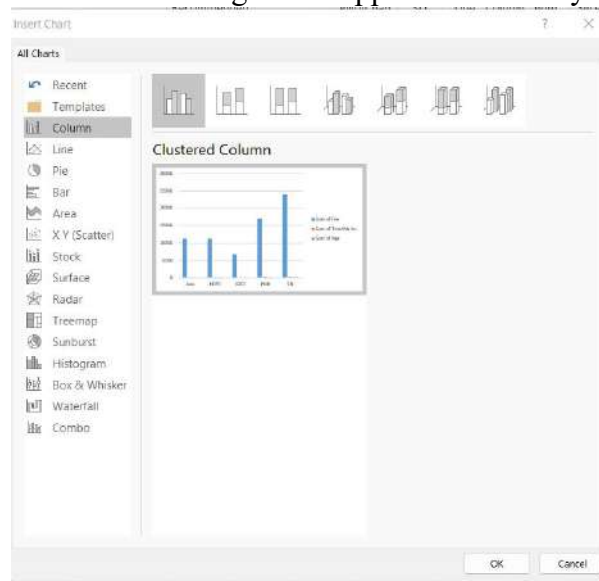 Insert Chart
? ×
All Charts
Recent
Templates
Column
Line
Pie
Bar
Area
X Y (Scatter)
Stock
Surface
Radar
Treemap
Sunburst
Histogram
Box & Whisker
Waterfall
Combo
Clustered Column
OK Cancel